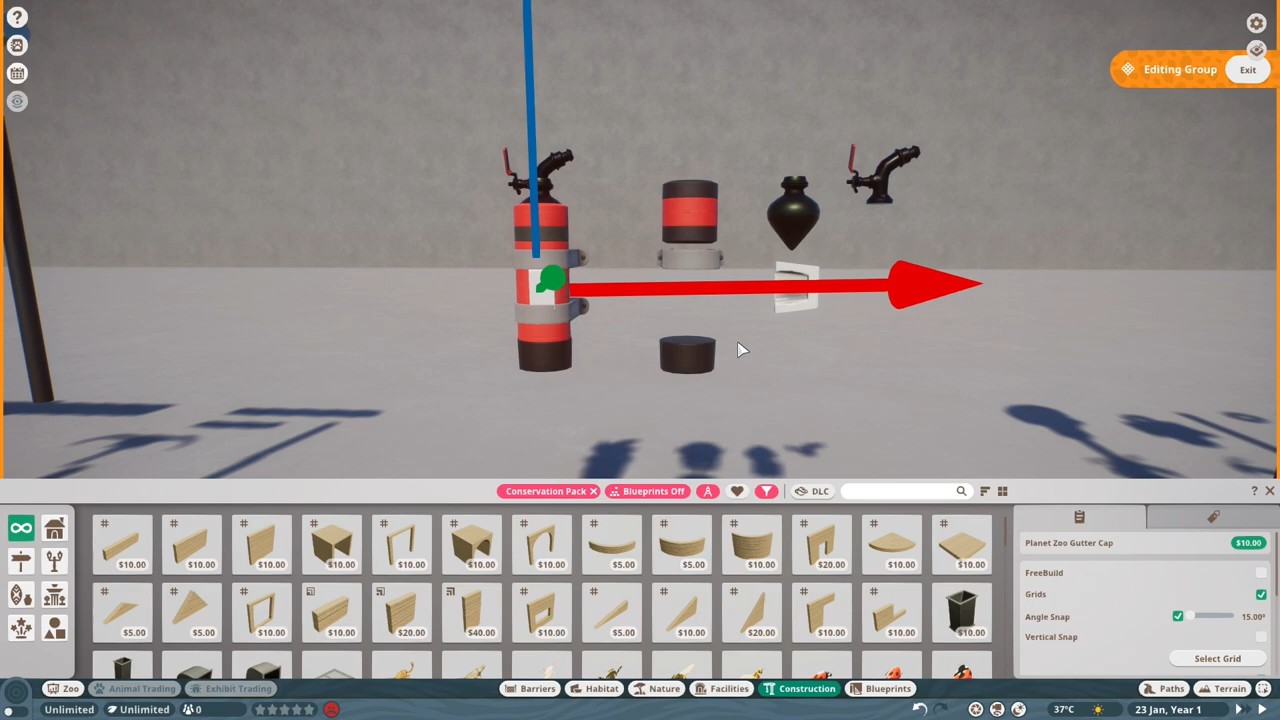 ?
Editing Group
Exit
Conservation Pack
Blueprints Off
DLC
?
$10.00 $10.00 $10.00 $10.00 $10.00 $10.00 $10.00 $5.00 $5.00 $10.00 $20.00 $10.00 $10.00
$5.00 $5.00 $10.00 $10.00 $20.00 $40.00 $10.00 $5.00 $10.00 $20.00 $10.00 $10.00 $10.00
Planet Zoo Gutter Cap $10.00
FreeBuild
Grids
Angle Snap 15.00°
Vertical Snap
Select Grid
Zoo Animal Trading Exhibit Trading Barriers Habitat Nature Facilities Construction Blueprints Paths Terrain
Unlimited Unlimited 0 37°C 23 Jan, Year 1